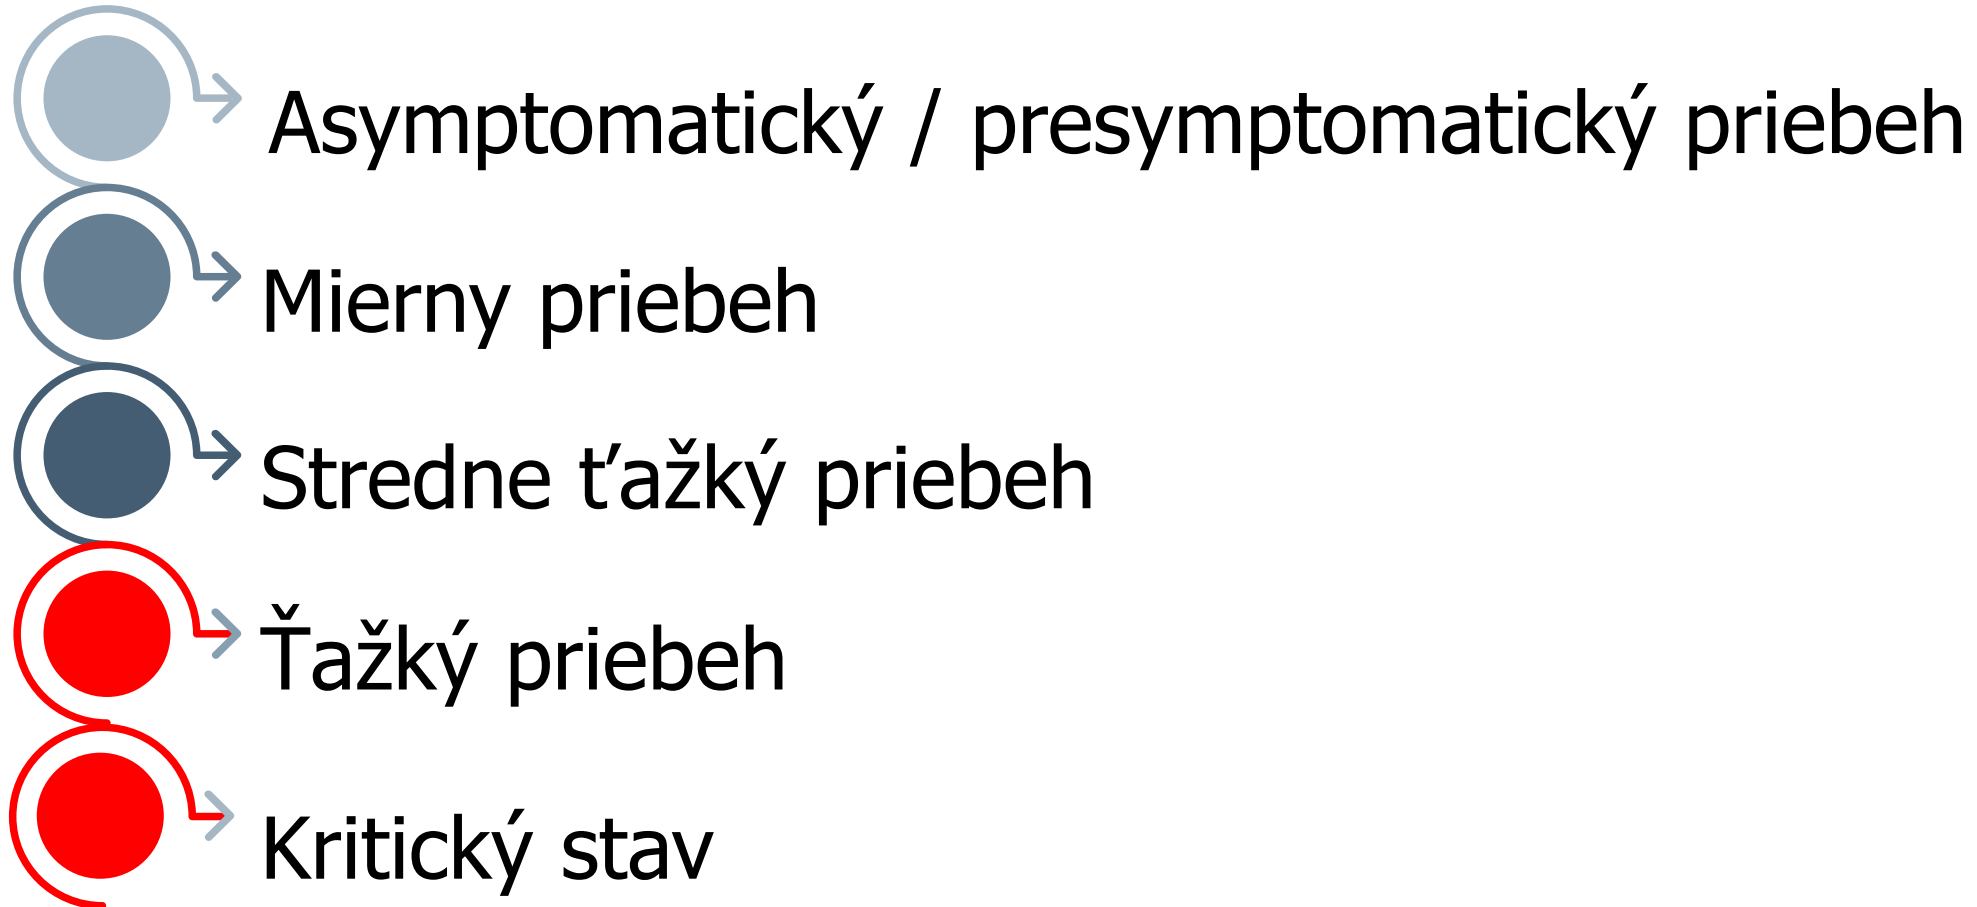 Asymptomatický / presymptomatický priebeh
Mierny priebeh
Stredne ťažký priebeh
Ťažký priebeh
Kritický stav